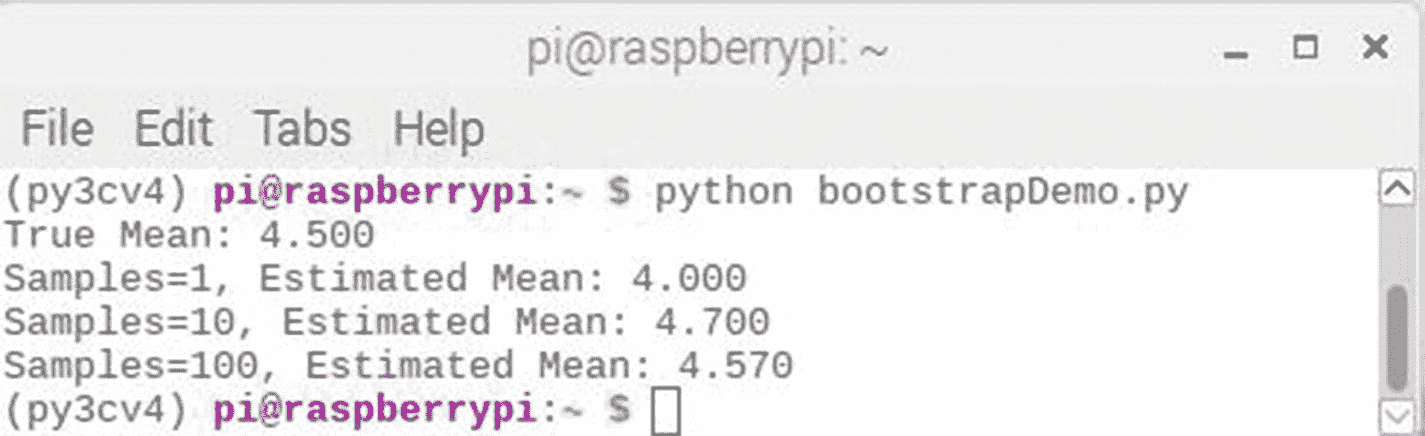 pi@raspberrypi: ~
File Edit Tabs Help
(py3cv4) pi@raspberrypi:~ $ python bootstrapDemo.py
True Mean: 4.500
Samples=1, Estimated Mean: 4.000
Samples=10, Estimated Mean: 4.700
Samples=100, Estimated Mean: 4.570
(py3cv4) pi@raspberrypi:~ $